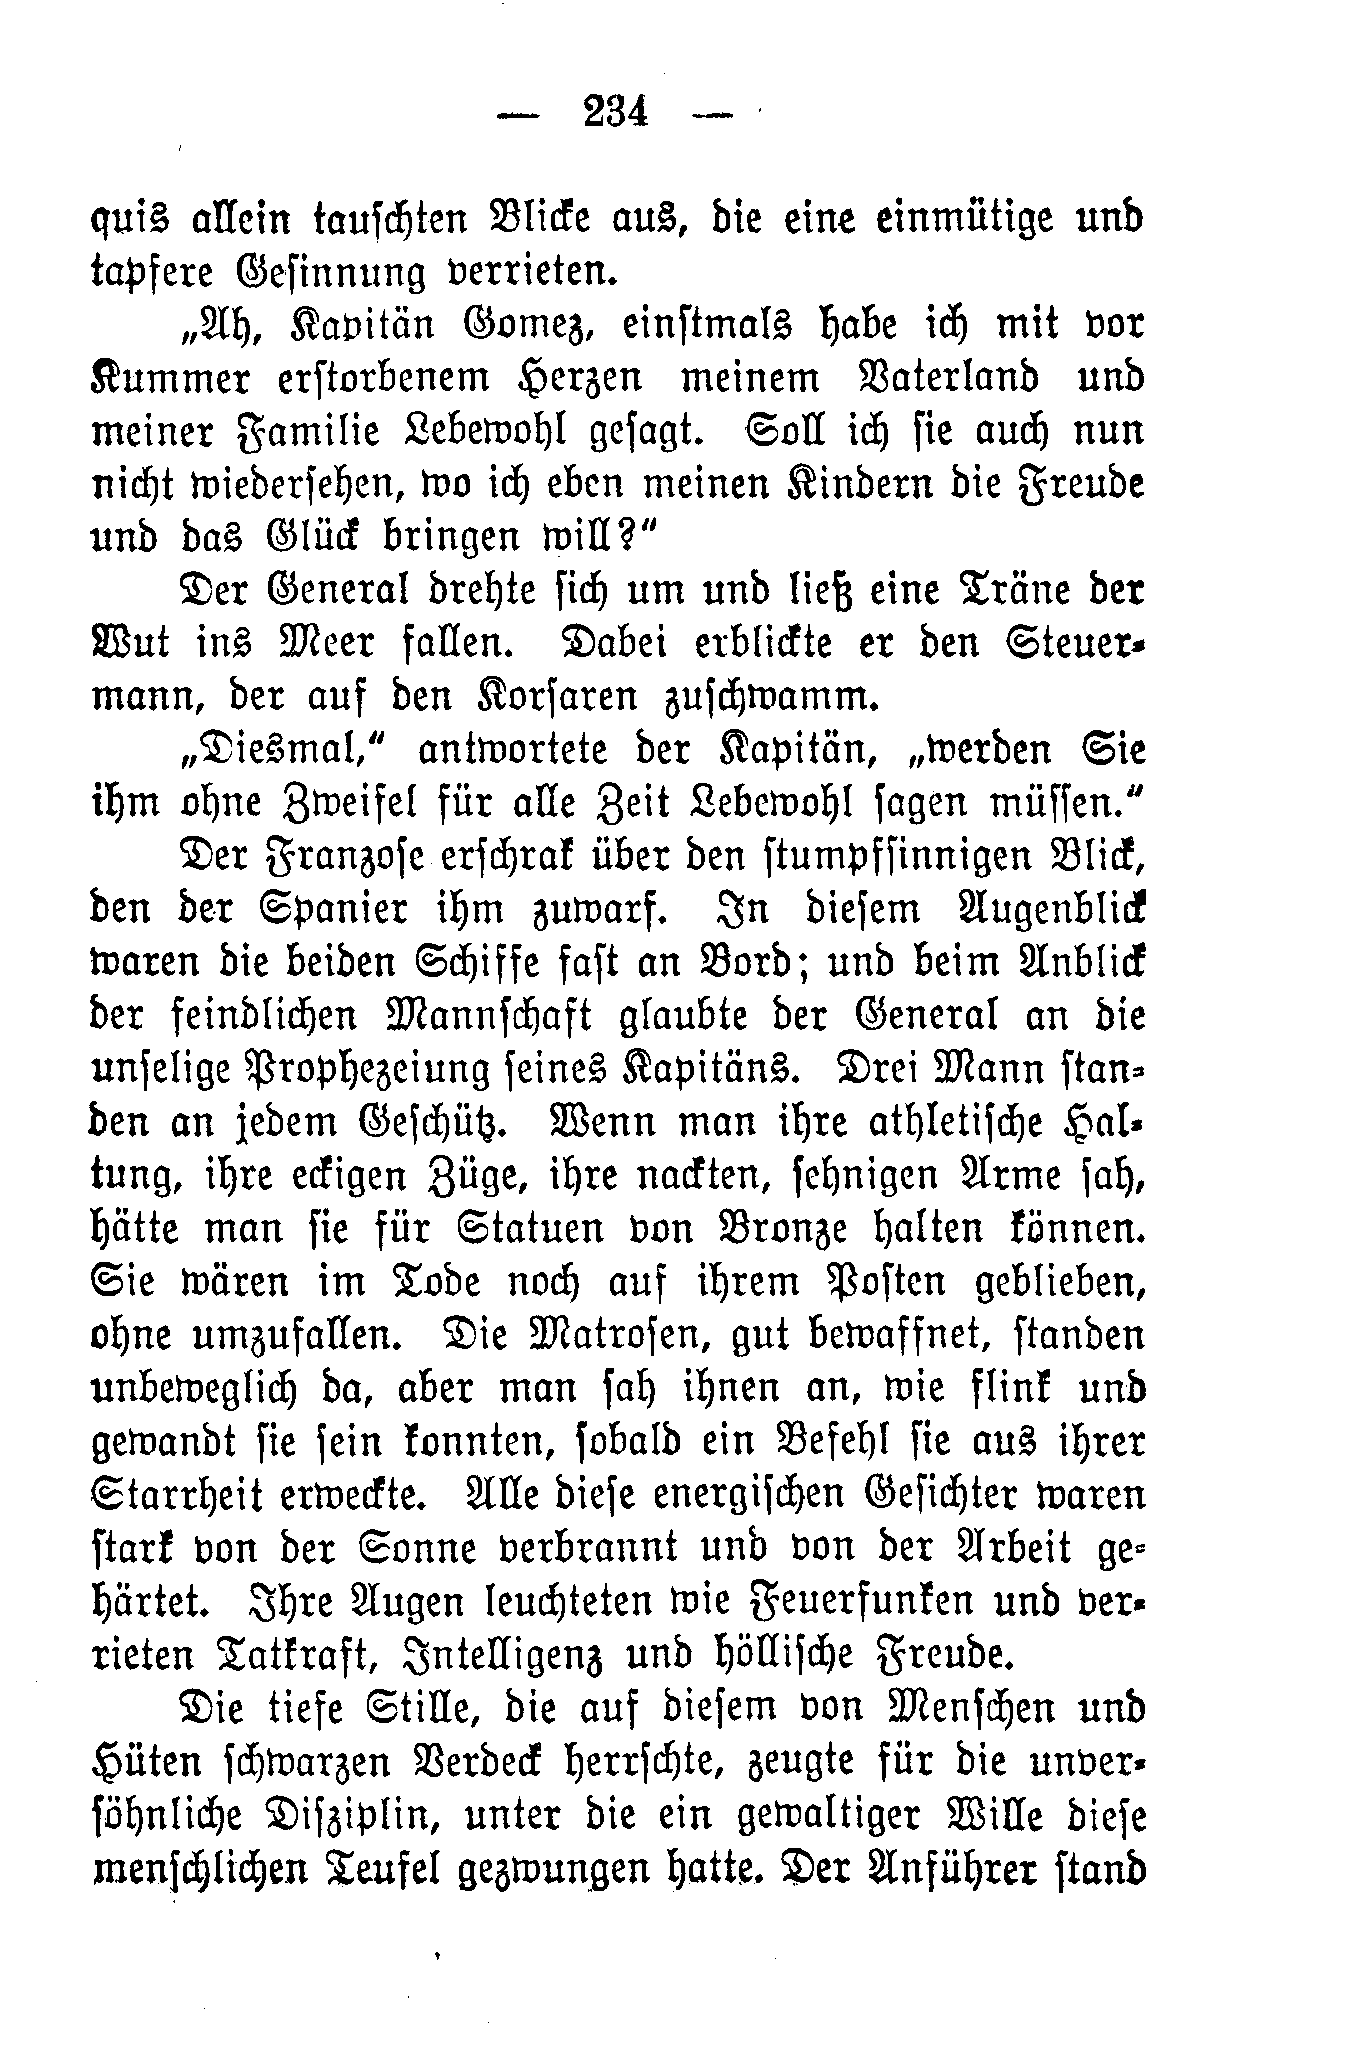 — 234 —
quis allein tauſchten Blicke aus, die eine einmütige und
tapfere Geſinnung verrieten.
„Ah, Kapitän Gomez, einſtmals habe ich mit vor
Kummer erſtorbenem Herzen meinem Vaterland und
meiner Familie Lebewohl geſagt. Soll ich ſie auch nun
nicht wiederſehen, wo ich eben meinen Kindern die Freude
und das Glück bringen will?“
Der General drehte ſich um und ließ eine Träne der
Wut ins Meer fallen. Dabei erblickte er den Steuer-
mann, der auf den Korſaren zuſchwamm.
„Diesmal,“ antwortete der Kapitän, „werden Sie
ihm ohne Zweifel für alle Zeit Lebewohl ſagen müſſen.“
Der Franzoſe erſchrak über den ſtumpfſinnigen Blick,
den der Spanier ihm zuwarf. In dieſem Augenblick
waren die beiden Schiffe faſt an Bord; und beim Anblick
der feindlichen Mannſchaft glaubte der General an die
unſelige Prophezeiung ſeines Kapitäns. Drei Mann ſtan-
den an jedem Geſchütz. Wenn man ihre athletiſche Hal-
tung, ihre eckigen Züge, ihre nackten, ſehnigen Arme ſah,
hätte man ſie für Statuen von Bronze halten können.
Sie wären im Tode noch auf ihrem Poſten geblieben,
ohne umzufallen. Die Matroſen, gut bewaffnet, ſtanden
unbeweglich da, aber man ſah ihnen an, wie flink und
gewandt ſie ſein konnten, ſobald ein Befehl ſie aus ihrer
Starrheit erweckte. Alle dieſe energiſchen Geſichter waren
ſtark von der Sonne verbrannt und von der Arbeit ge-
härtet. Ihre Augen leuchteten wie Feuerfunken und ver-
rieten Tatkraft, Intelligenz und höllische Freude.
Die tiefe Stille, die auf dieſem von Menſchen und
Hüten ſchwarzen Verdeck herrſchte, zeugte für die unver-
ſöhnliche Diſziplin, unter die ein gewaltiger Wille dieſe
menſchlichen Teufel gezwungen hatte. Der Anführer ſtand